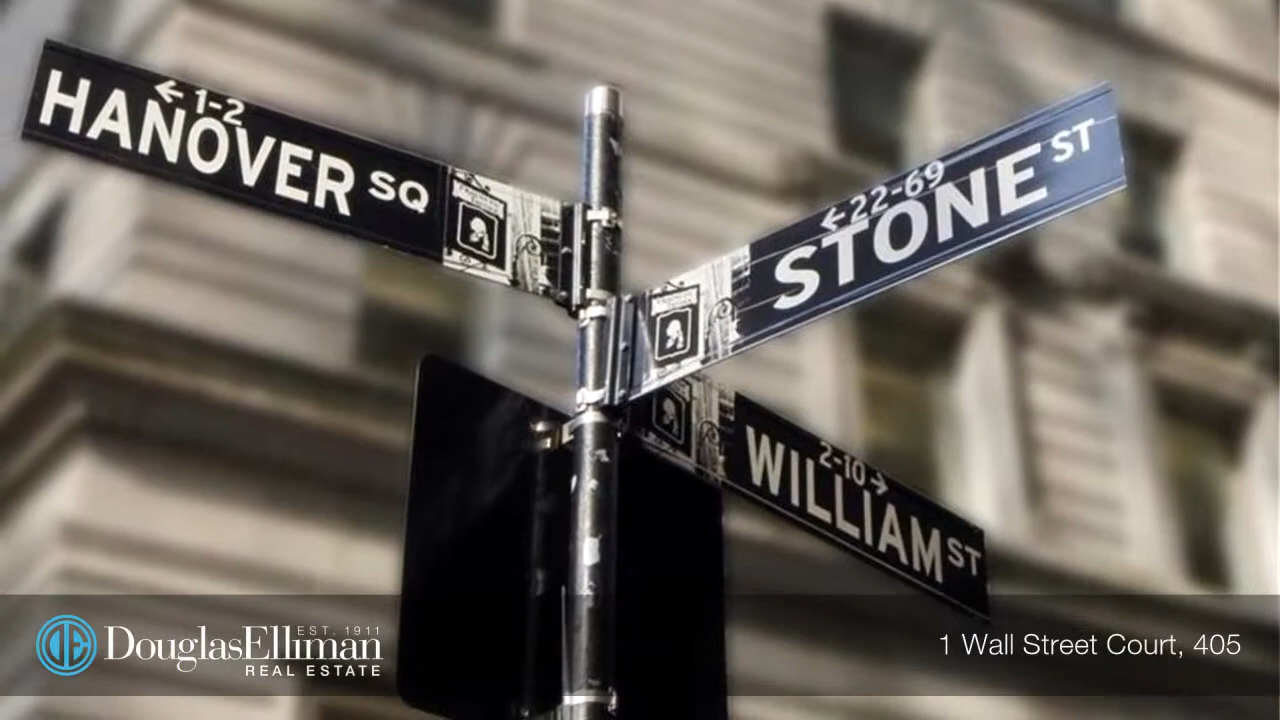 ← 1-2
HANOVER SQ
← 22-69
STONE ST
2-10 →
WILLIAM ST
EST. 1911
DouglasElliman
REAL ESTATE
1 Wall Street Court, 405